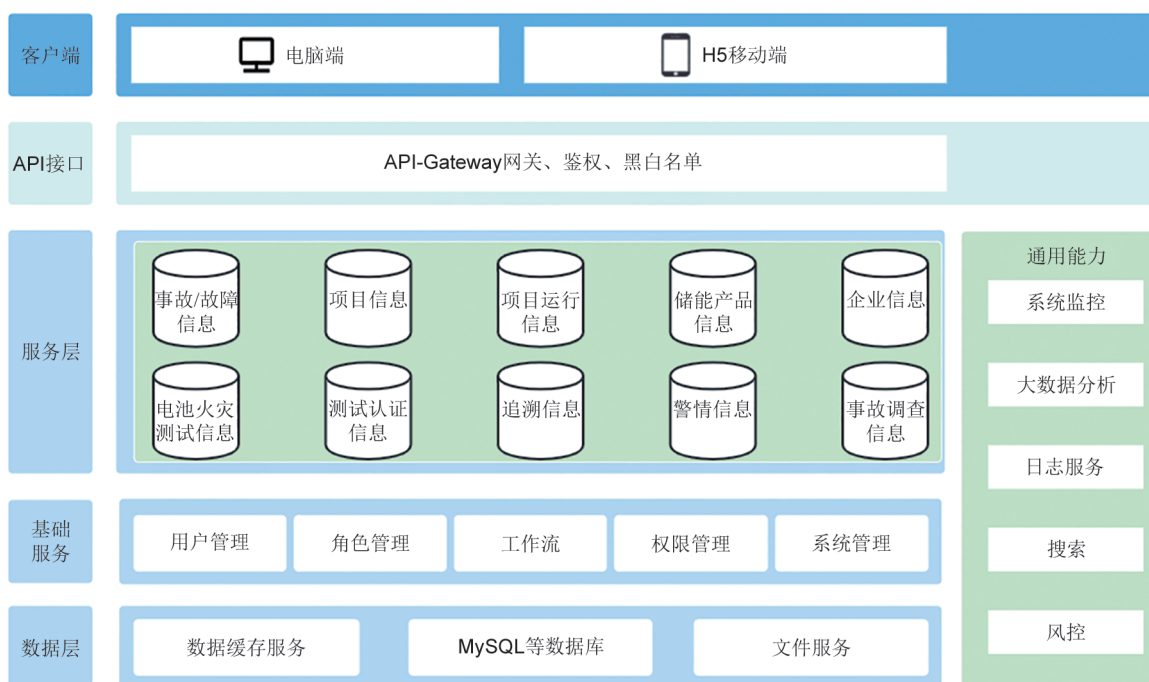 客户端
电脑端
H5移动端
API接口
API-Gateway网关、鉴权、黑白名单
服务层
事故/故障
信息
项目信息
项目运行
信息
储能产品
信息
企业信息
电池火灾
测试信息
测试认证
信息
追溯信息
警情信息
事故调查
信息
通用能力
系统监控
大数据分析
日志服务
搜索
风控
基础
服务
用户管理
角色管理
工作流
权限管理
系统管理
数据层
数据缓存服务
MySQL等数据库
文件服务